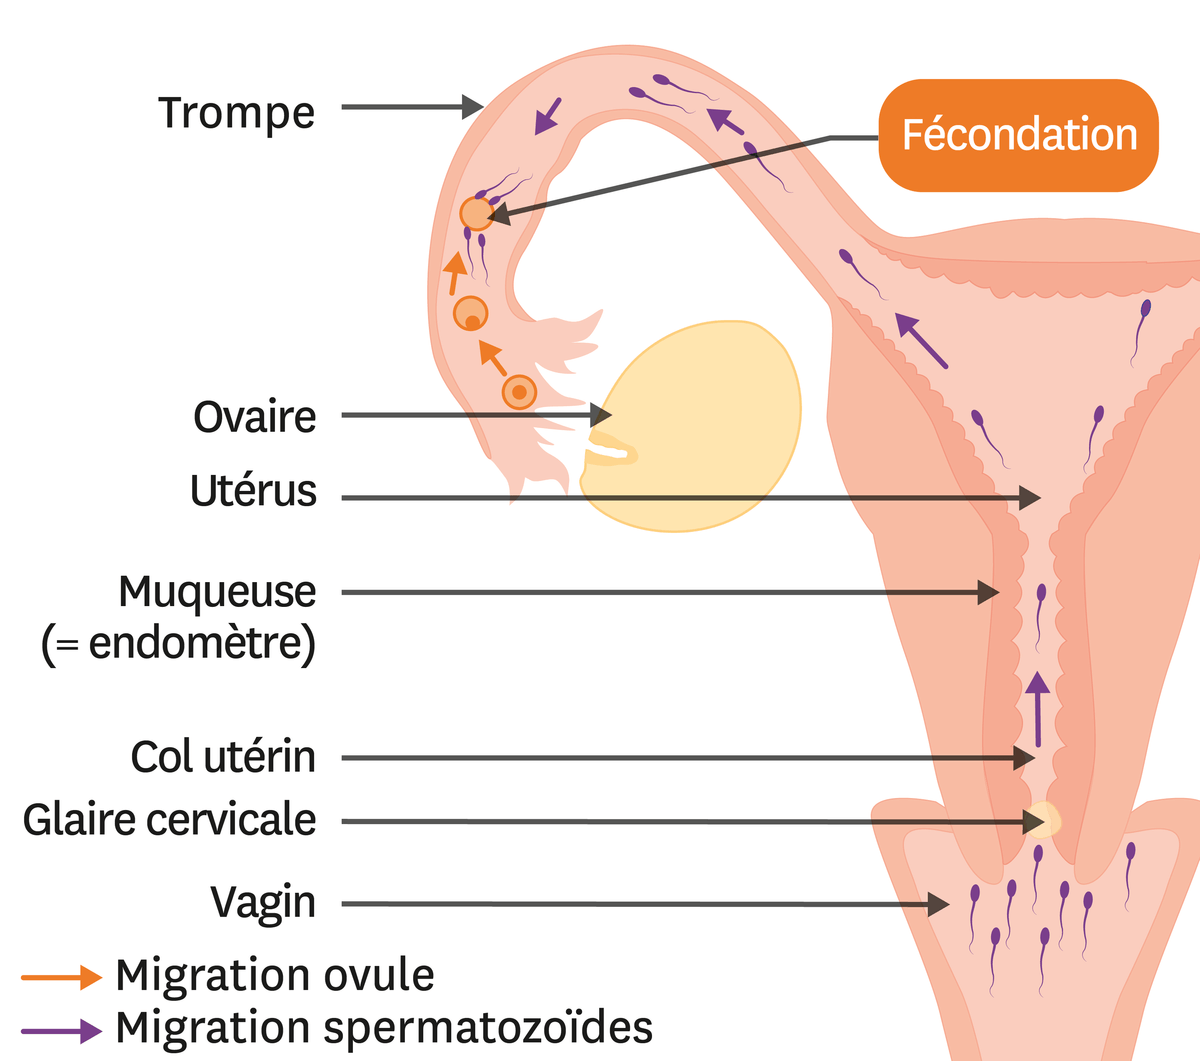 Trompe
Fécondation
Ovaire
Utérus
Muqueuse
(= endomètre)
Col utérin
Glaire cervicale
Vagin
Migration ovule
Migration spermatozoïdes